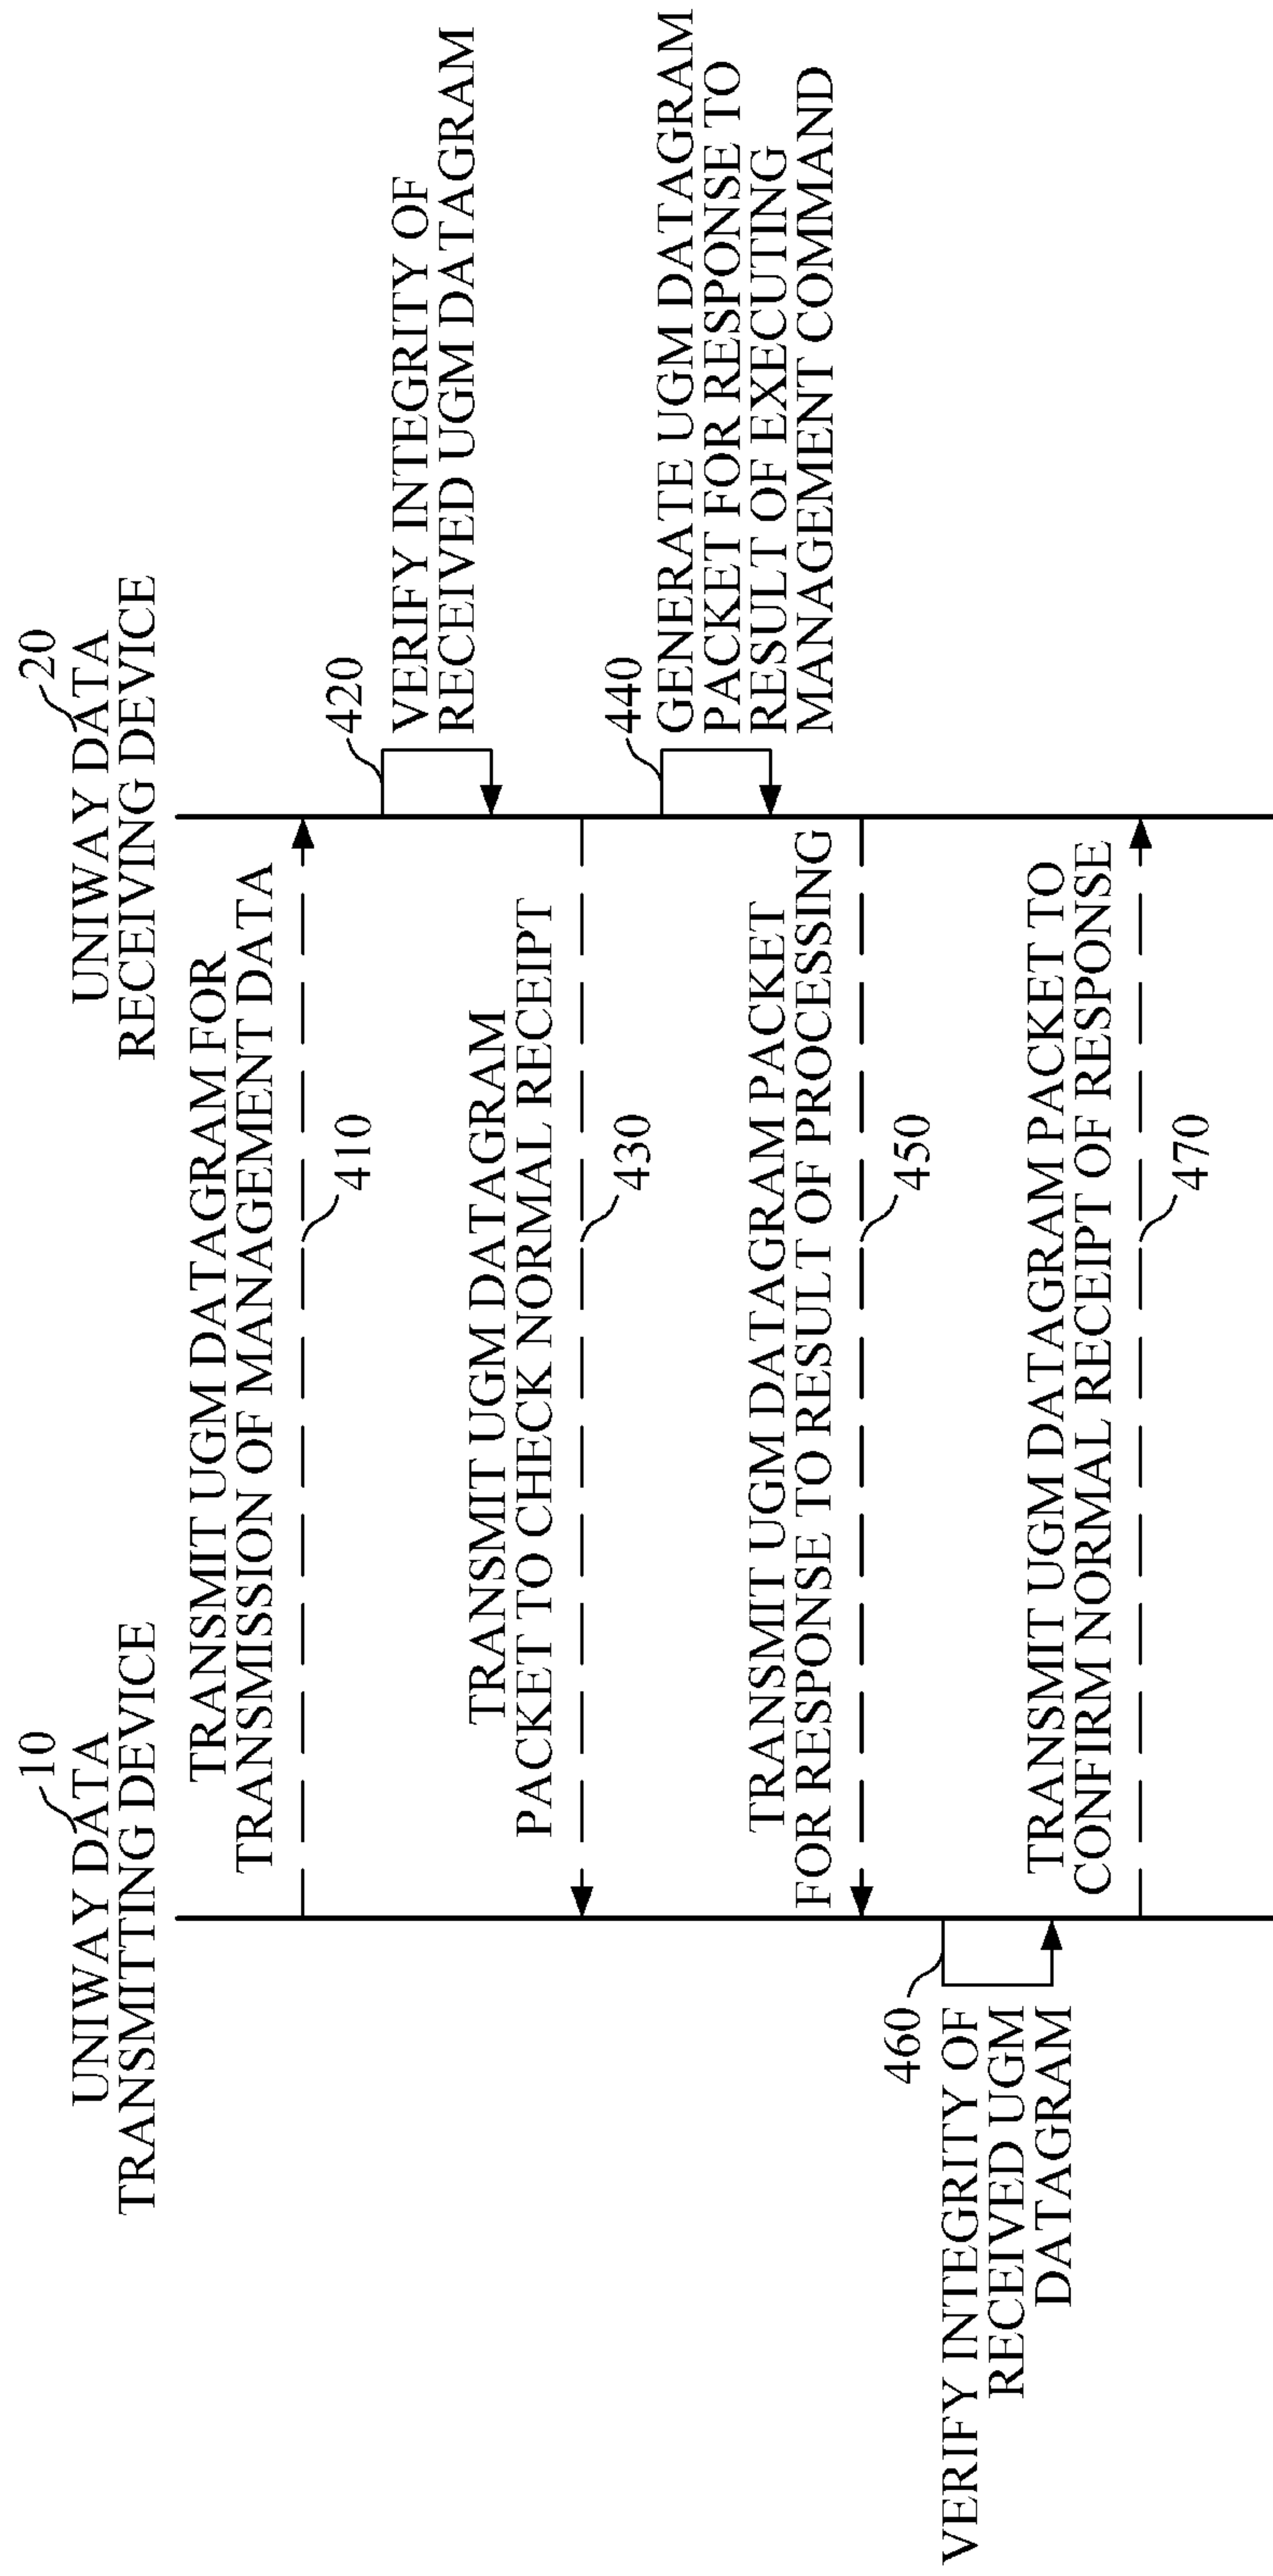 10
UNIWAY DATA
TRANSMITTING DEVICE
20
UNIWAY DATA
RECEIVING DEVICE
TRANSMIT UGM DATAGRAM FOR
TRANSMISSION OF MANAGEMENT DATA
410
420
VERIFY INTEGRITY OF
RECEIVED UGM DATAGRAM
TRANSMIT UGM DATAGRAM
PACKET TO CHECK NORMAL RECEIPT
430
440
GENERATE UGM DATAGRAM
PACKET FOR RESPONSE TO
RESULT OF EXECUTING
MANAGEMENT COMMAND
TRANSMIT UGM DATAGRAM PACKET
FOR RESPONSE TO RESULT OF PROCESSING
450
460
VERIFY INTEGRITY OF
RECEIVED UGM
DATAGRAM
TRANSMIT UGM DATAGRAM PACKET TO
CONFIRM NORMAL RECEIPT OF RESPONSE
470